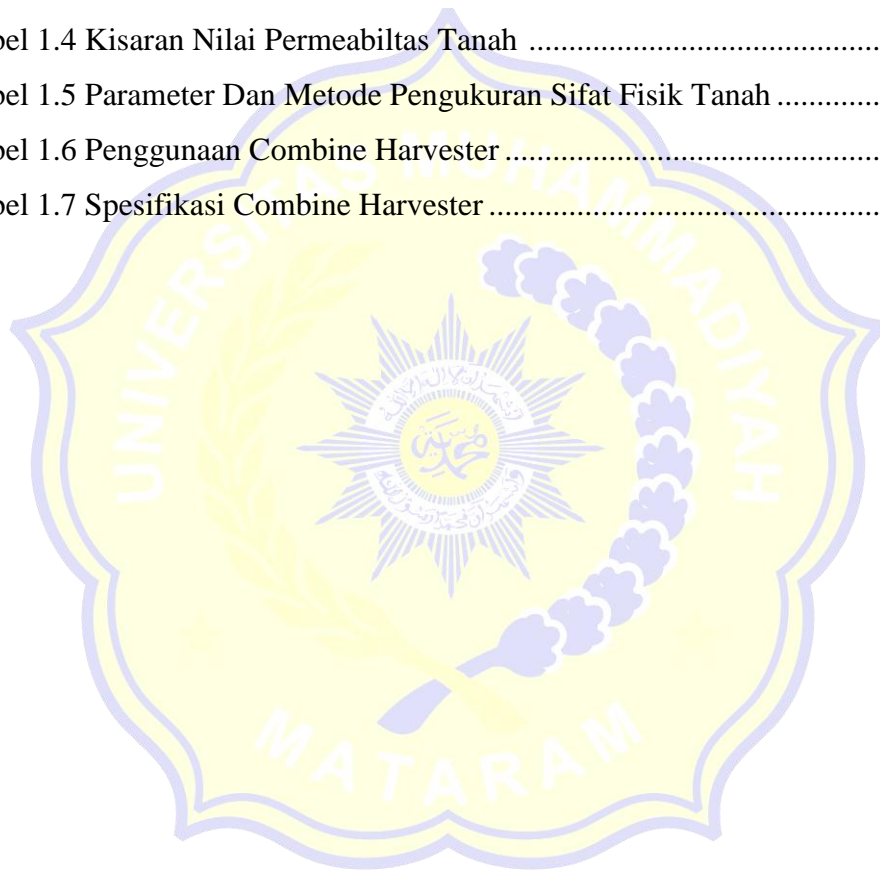 bel 1.4 Kisaran Nilai Permeabiltas Tanah ........................................
bel 1.5 Parameter Dan Metode Pengukuran Sifat Fisik Tanah ............
bel 1.6 Penggunaan Combine Harvester ...........................................
bel 1.7 Spesifikasi Combine Harvester .............................................
UNIVERSITAS MUHAMMADIYAH
MATARAM